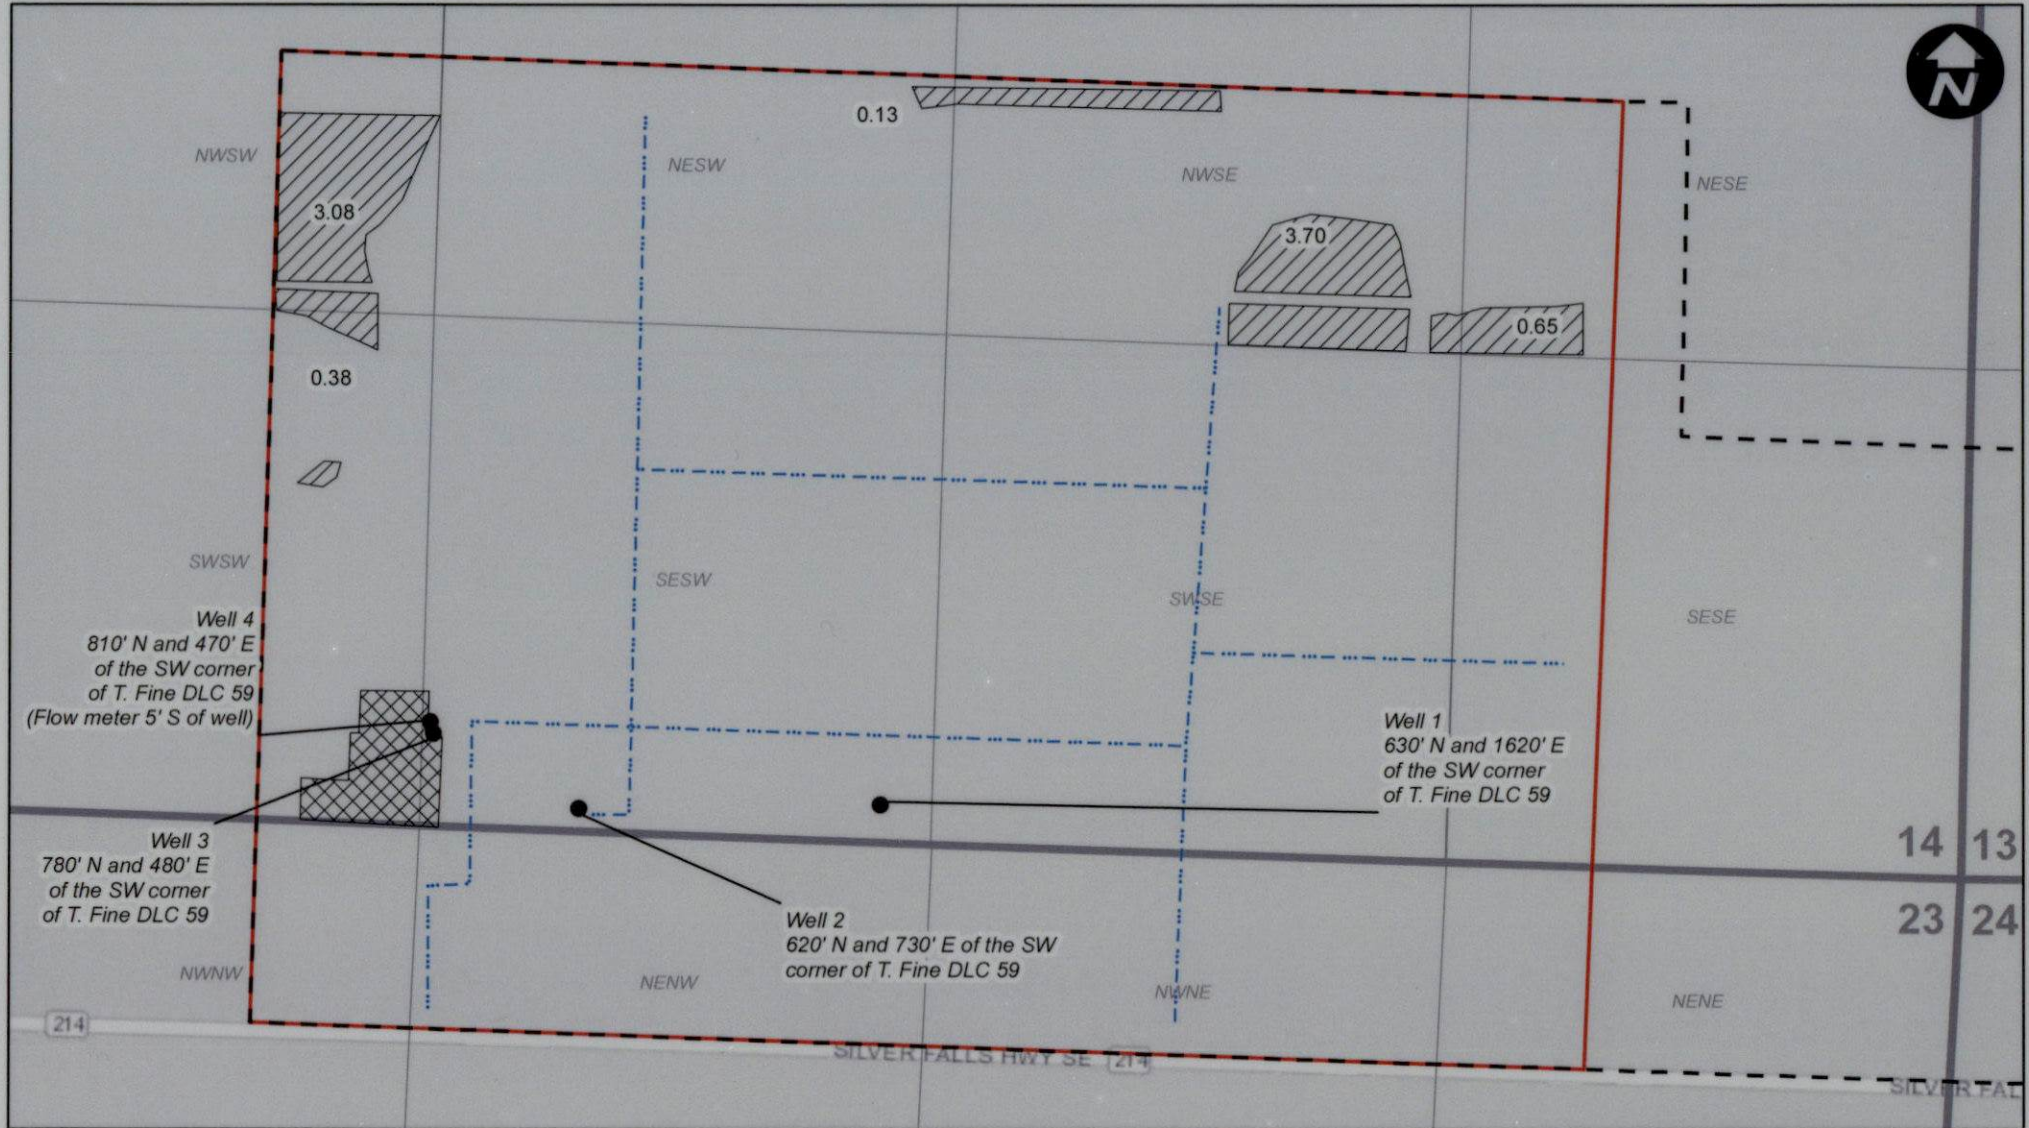 N
0.13
NWSW
NESW
NWSE
NESE
3.08
3.70
0.65
0.38
SWSW
SESW
SWSE
SESE
Well 4
810' N and 470' E
of the SW corner
of T. Fine DLC 59
(Flow meter 5' S of well)
Well 1
630' N and 1620' E
of the SW corner
of T. Fine DLC 59
Well 3
780' N and 480' E
of the SW corner
of T. Fine DLC 59
14 13
23 24
Well 2
620' N and 730' E of the SW
corner of T. Fine DLC 59
NWNW
NENW
NWNE
NENE
214
SILVER FALLS HWY SE 214
SILVER FAL